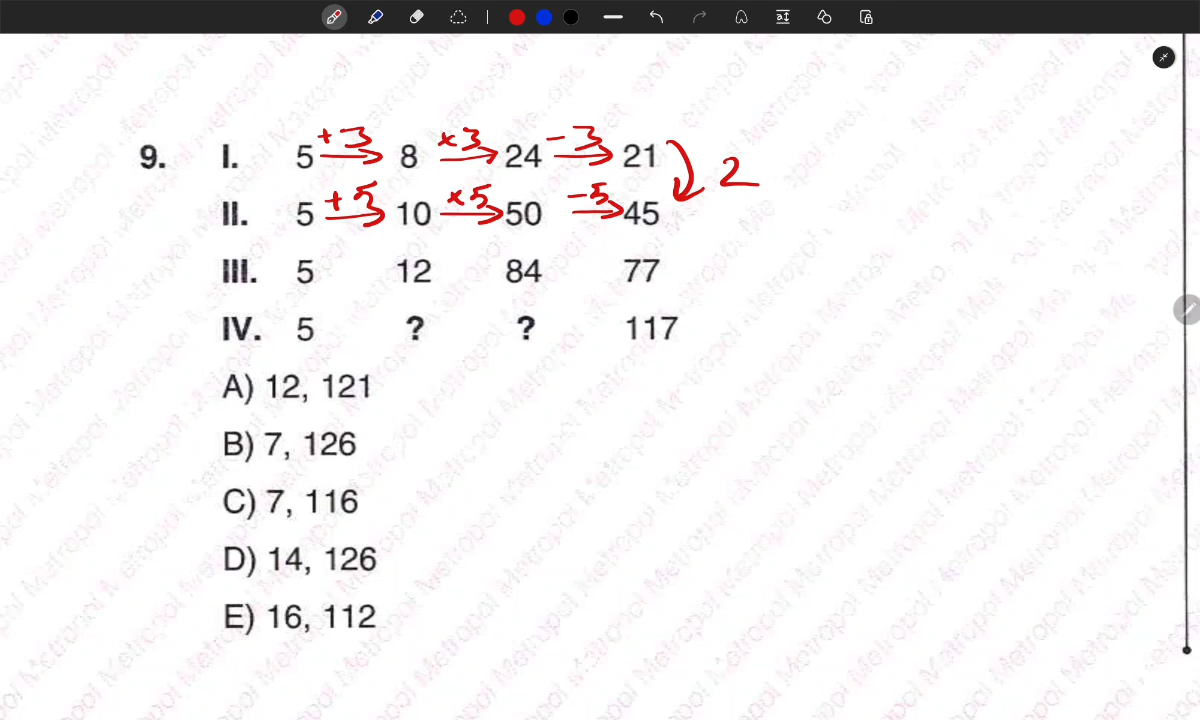 9. I. 5 +3 8 ×3 24 -3 21
2
II. 5 +5 10 ×5 50 -5 45
III. 5 12 84 77
IV. 5 ? ? 117
A) 12, 121
B) 7, 126
C) 7, 116
D) 14, 126
E) 16, 112
Metropol